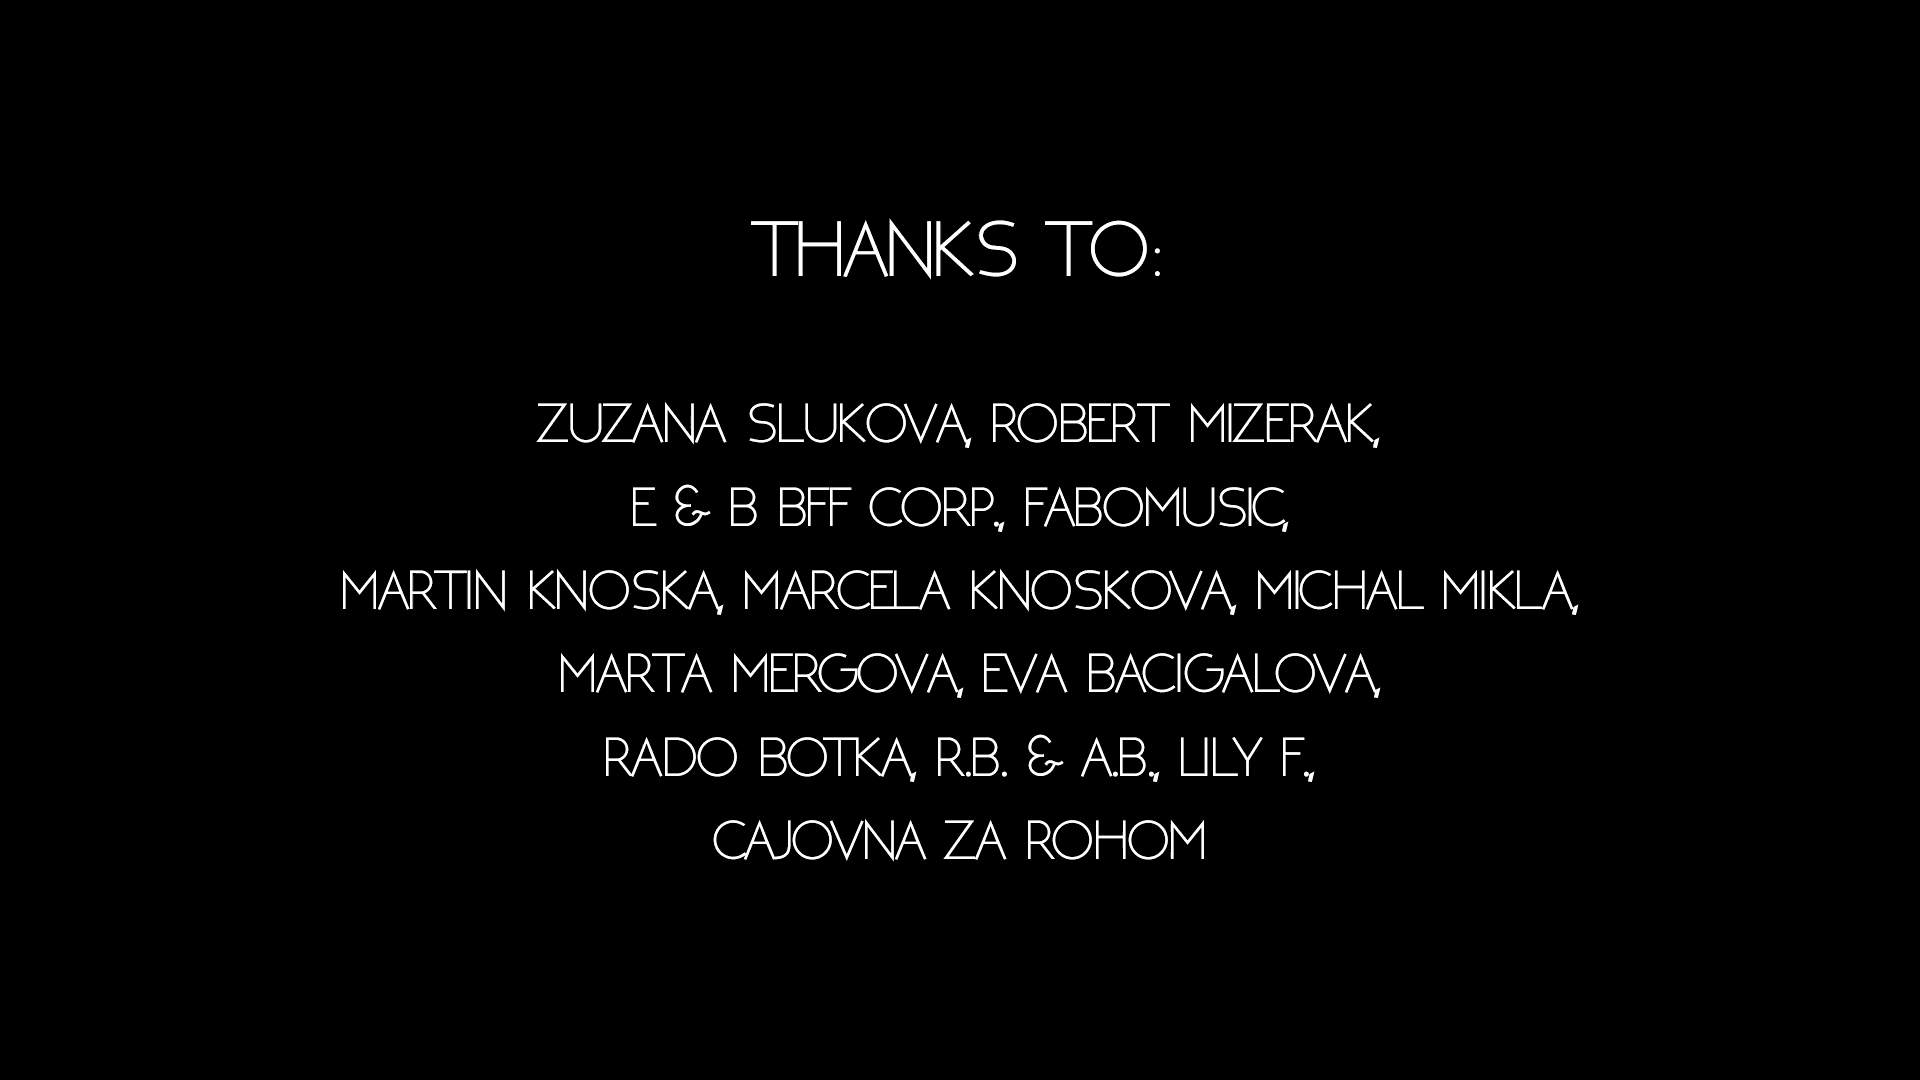 THANKS TO:
ZUZANA SLUKOVA, ROBERT MIZERAK,
E & B BFF CORP., FABOMUSIC,
MARTIN KNOSKA, MARCELA KNOSKOVA, MICHAL MIKLA,
MARTA MERGOVA, EVA BACIGALOVA,
RADO BOTKA, R.B. & A.B., LILY F.,
CAJOVNA ZA ROHOM